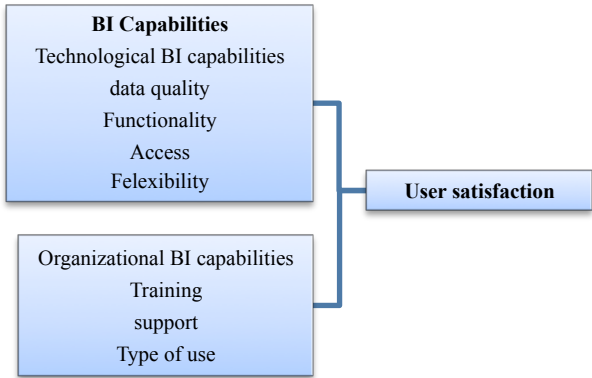 BI Capabilities
Technological BI capabilities
data quality
Functionality
Access
Felexibility
User satisfaction
Organizational BI capabilities
Training
support
Type of use